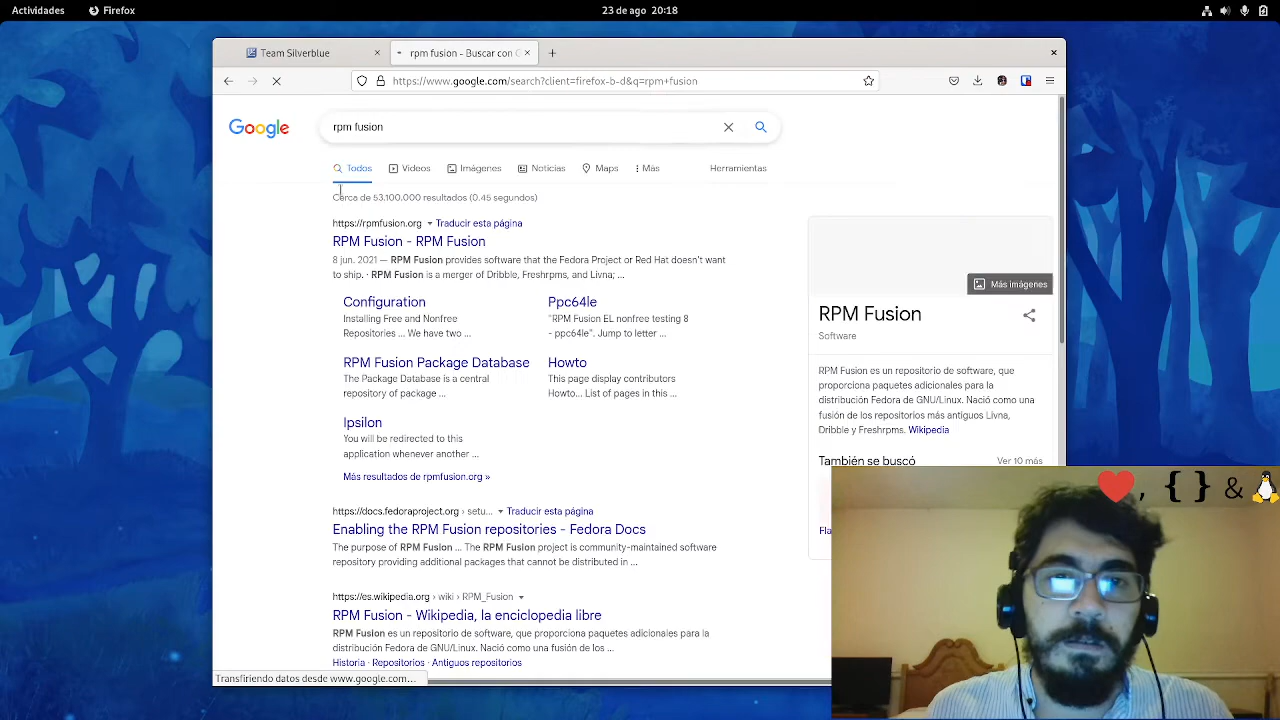 Actividades
Firefox
23 de ago 20:18
Team Silverblue
rpm fusion - Buscar con G
https://www.google.com/search?client=firefox-b-d&q=rpm+fusion
Google
rpm fusion
Todos
Videos
Imágenes
Noticias
Maps
Más
Herramientas
Cerca de 53.100.000 resultados (0.45 segundos)
https://rpmfusion.org
Traducir esta página
RPM Fusion - RPM Fusion
8 jun. 2021 — RPM Fusion provides software that the Fedora Project or Red Hat doesn't want
to ship. · RPM Fusion is a merger of Dribble, Freshrpms, and Livna; ...
Configuration
Installing Free and Nonfree
Repositories ... We have two ...
Ppc64le
"RPM Fusion EL nonfree testing 8
- ppc64le". Jump to letter ...
RPM Fusion Package Database
The Package Database is a central
repository of package ...
Howto
This page display contributors
Howto... List of pages in this ...
Ipsilon
You will be redirected to this
application whenever another ...
Más resultados de rpmfusion.org »
https://docs.fedoraproject.org › setu...
Traducir esta página
Enabling the RPM Fusion repositories - Fedora Docs
The purpose of RPM Fusion ... The RPM Fusion project is community-maintained software
repository providing additional packages that cannot be distributed in ...
https://es.wikipedia.org › wiki › RPM_Fusion
RPM Fusion - Wikipedia, la enciclopedia libre
RPM Fusion es un repositorio de software, que proporciona paquetes adicionales para la
distribución Fedora de GNU/Linux. Nació como una fusión de los ...
Historia · Repositorios · Antiguos repositorios
Transfiriendo datos desde www.google.com...
Más imágenes
RPM Fusion
Software
RPM Fusion es un repositorio de software, que
proporciona paquetes adicionales para la
distribución Fedora de GNU/Linux. Nació como una
fusión de los repositorios más antiguos Livna,
Dribble y Freshrpms. Wikipedia
También se buscó
Ver 10 más
Fla
, { } &